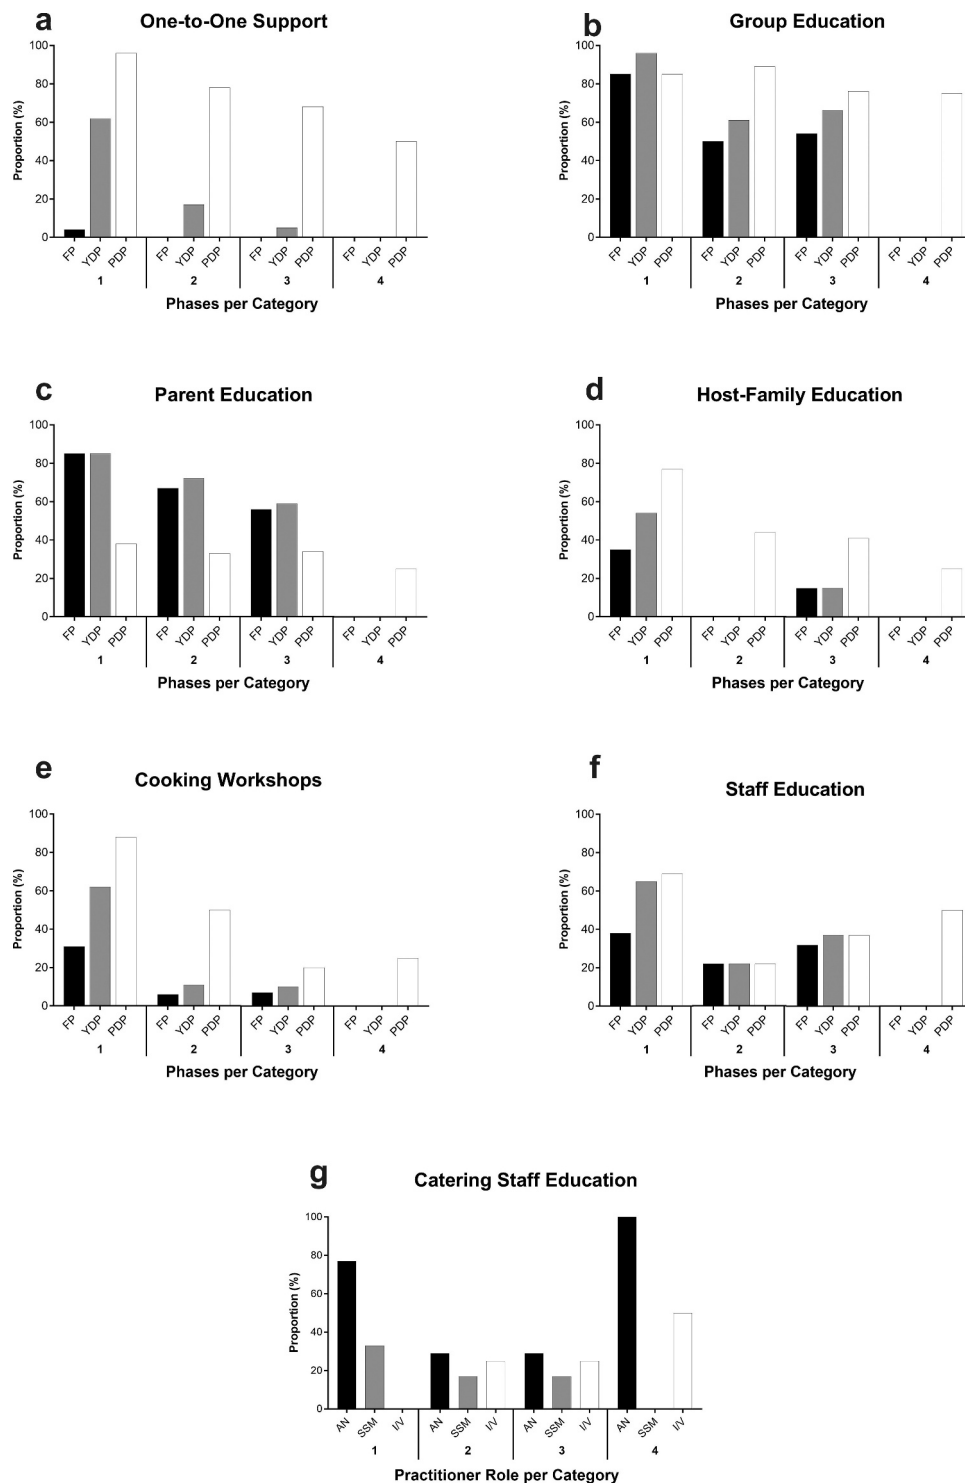 a One-to-One Support
100
80
60
40
20
0
Proportion (%)
FP YDP PDP FP YDP PDP FP YDP PDP FP YDP PDP
1 2 3 4
Phases per Category
b Group Education
100
80
60
40
20
0
Proportion (%)
FP YDP PDP FP YDP PDP FP YDP PDP FP YDP PDP
1 2 3 4
Phases per Category
c Parent Education
100
80
60
40
20
0
Proportion (%)
FP YDP PDP FP YDP PDP FP YDP PDP FP YDP PDP
1 2 3 4
Phases per Category
d Host-Family Education
100
80
60
40
20
0
Proportion (%)
FP YDP PDP FP YDP PDP FP YDP PDP FP YDP PDP
1 2 3 4
Phases per Category
e Cooking Workshops
100
80
60
40
20
0
Proportion (%)
FP YDP PDP FP YDP PDP FP YDP PDP FP YDP PDP
1 2 3 4
Phases per Category
f Staff Education
100
80
60
40
20
0
Proportion (%)
FP YDP PDP FP YDP PDP FP YDP PDP FP YDP PDP
1 2 3 4
Phases per Category
g Catering Staff Education
100
80
60
40
20
0
Proportion (%)
AN SSM I/V AN SSM I/V AN SSM I/V AN SSM I/V
1 2 3 4
Practitioner Role per Category